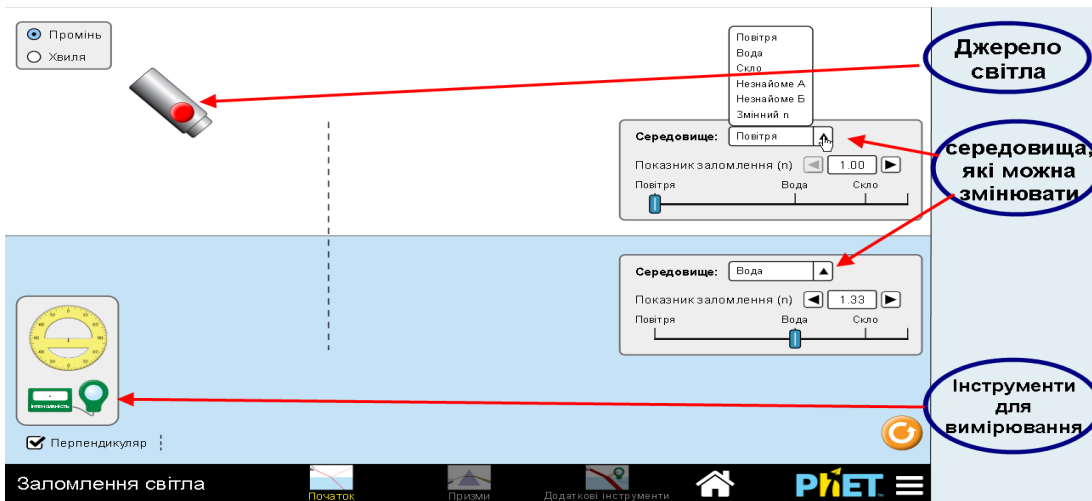 Промінь
Хвиля
Джерело
світла
Повітря
Вода
Скло
Незнайоме А
Незнайоме Б
Змінний n
Середовище: Повітря
Показник заломлення (n) 1.00
Повітря Вода Скло
середовища,
які можна
змінювати
Середовище: Вода
Показник заломлення (n) 1.33
Повітря Вода Скло
Інтенсивність
Перпендикуляр
Інструменти
для
вимірювання
Заломлення світла
Початок
Призми
Додаткові інструменти
PhET